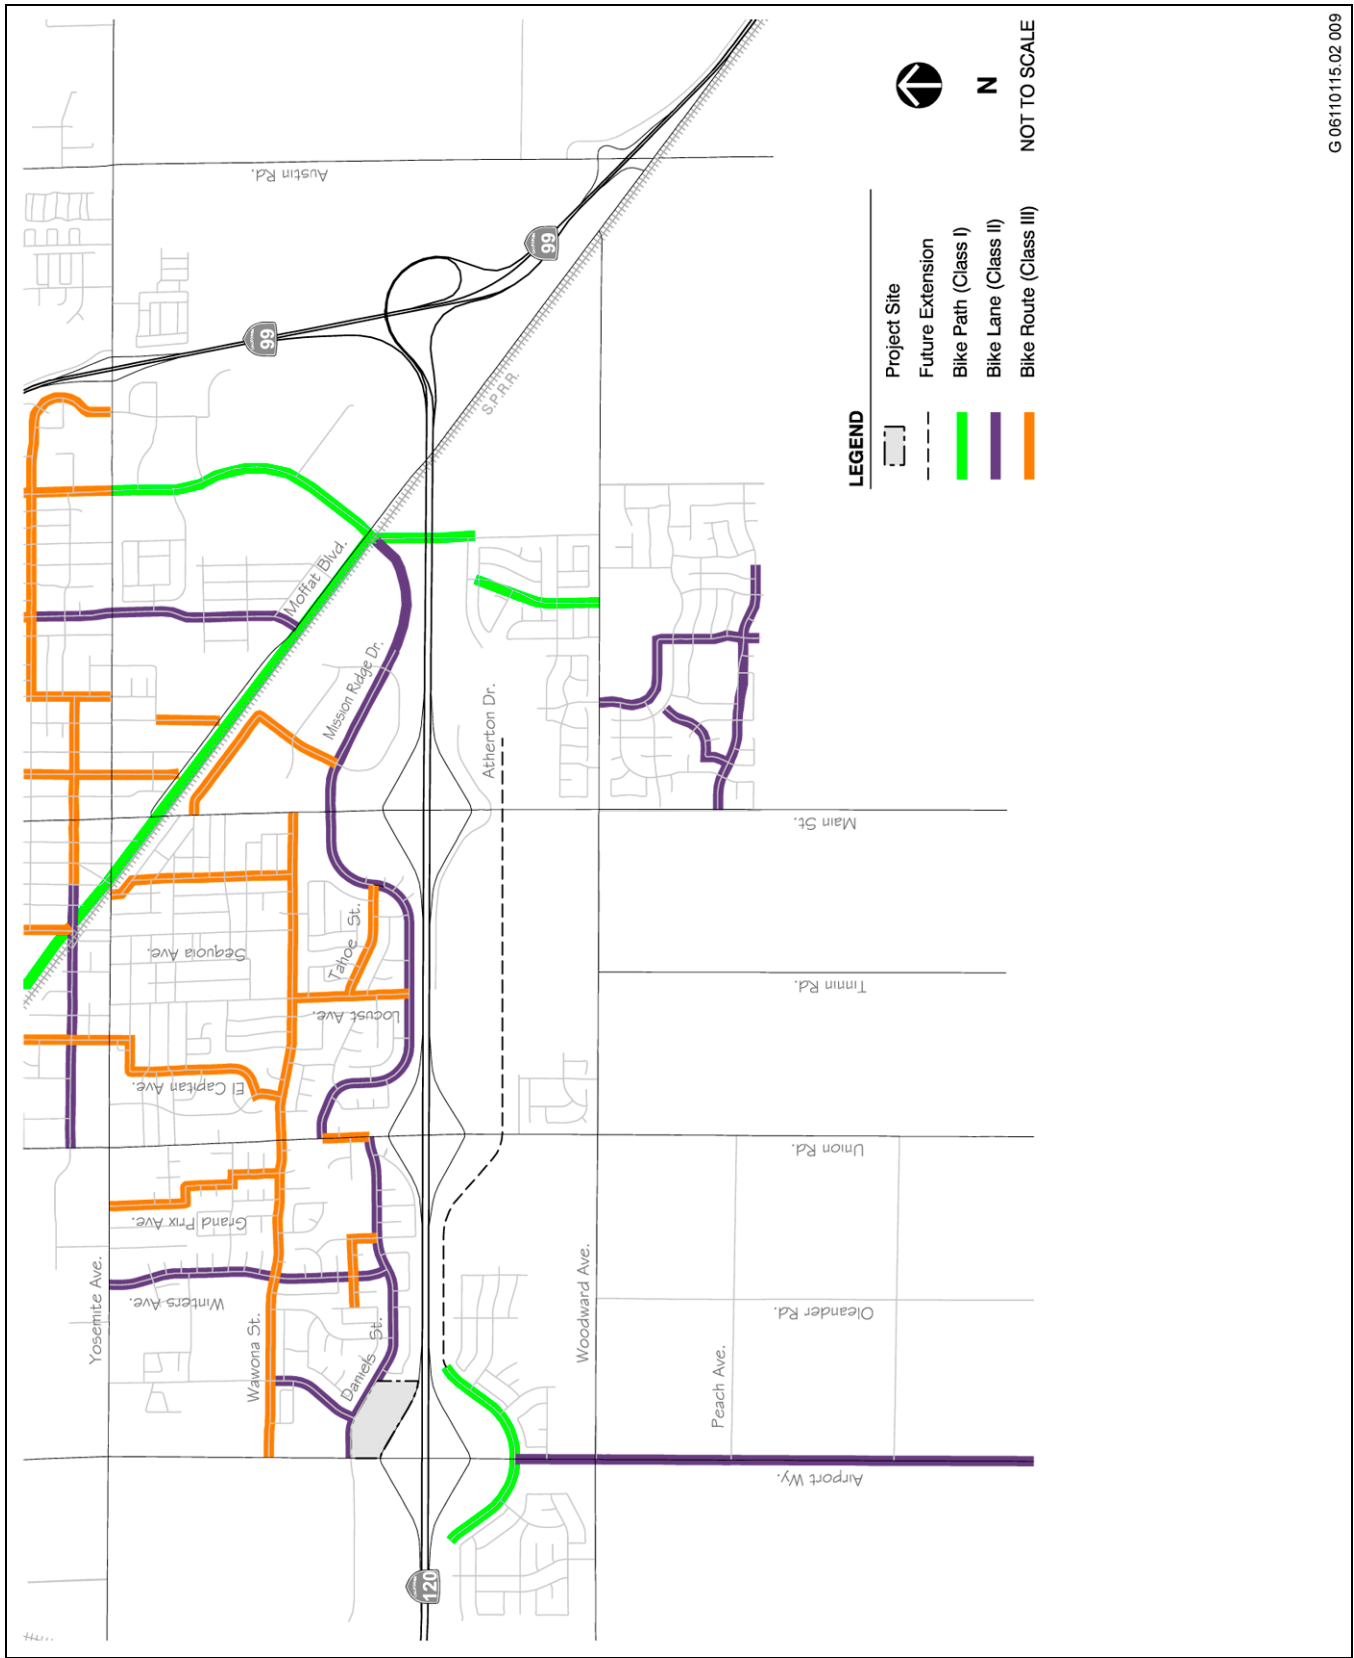 Austin Rd.
99
99
S.P.R.R.
Moffat Blvd.
Mission Ridge Dr.
Atherton Dr.
Main St.
Sequoia Ave.
Tahoe St.
Locust Ave.
Tinnin Rd.
El Capitan Ave.
Union Rd.
Grand Prix Ave.
Yosemite Ave.
Winters Ave.
Wawona St.
Daniels St.
Woodward Ave.
Oleander Rd.
Peach Ave.
Airport Wy.
120
N
NOT TO SCALE
LEGEND
Project Site
Future Extension
Bike Path (Class I)
Bike Lane (Class II)
Bike Route (Class III)
G 06110115.02 009